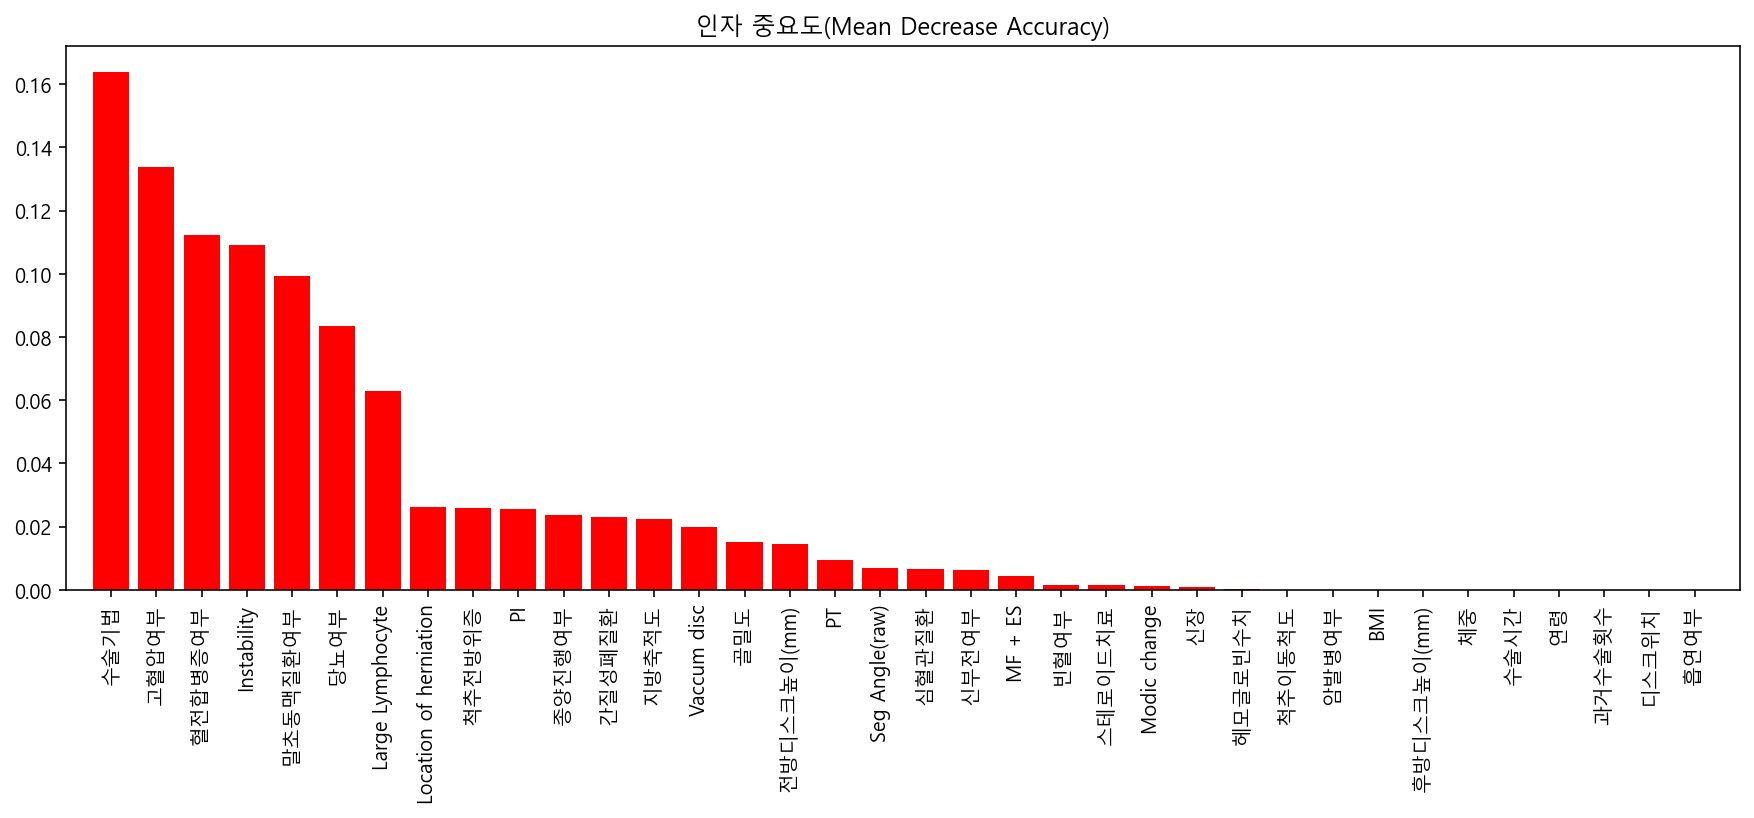 인자 중요도(Mean Decrease Accuracy)
0.16
0.14
0.12
0.10
0.08
0.06
0.04
0.02
0.00
수술기법
고혈압여부
혈전합병증여부
Instability
말초동맥질환여부
당뇨여부
Large Lymphocyte
Location of herniation
척추전방위증
PI
종양진행여부
간질성폐질환
지방축적도
Vaccum disc
골밀도
전방디스크높이(mm)
PT
Seg Angle(raw)
심혈관질환
신부전여부
MF + ES
빈혈여부
스테로이드치료
Modic change
신장
헤모글로빈수치
척추이동척도
암발병여부
BMI
후방디스크높이(mm)
체중
수술시간
연령
과거수술횟수
디스크위치
흡연여부